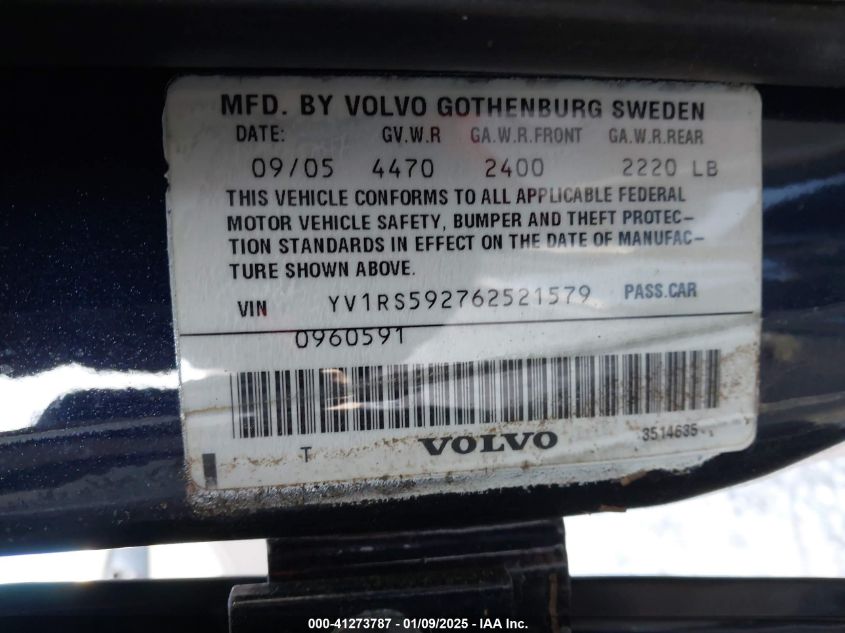 MFD. BY VOLVO GOTHENBURG SWEDEN
DATE: GV.W.R GA.W.R.FRONT GA.W.R.REAR
09/05 4470 2400 2220 LB
THIS VEHICLE CONFORMS TO ALL APPLICABLE FEDERAL
MOTOR VEHICLE SAFETY, BUMPER AND THEFT PROTEC-
TION STANDARDS IN EFFECT ON THE DATE OF MANUFAC-
TURE SHOWN ABOVE.
VIN YV1RS592762521579 PASS.CAR
0960591
T VOLVO 3514635
000-41273787 - 01/09/2025 - IAA Inc.